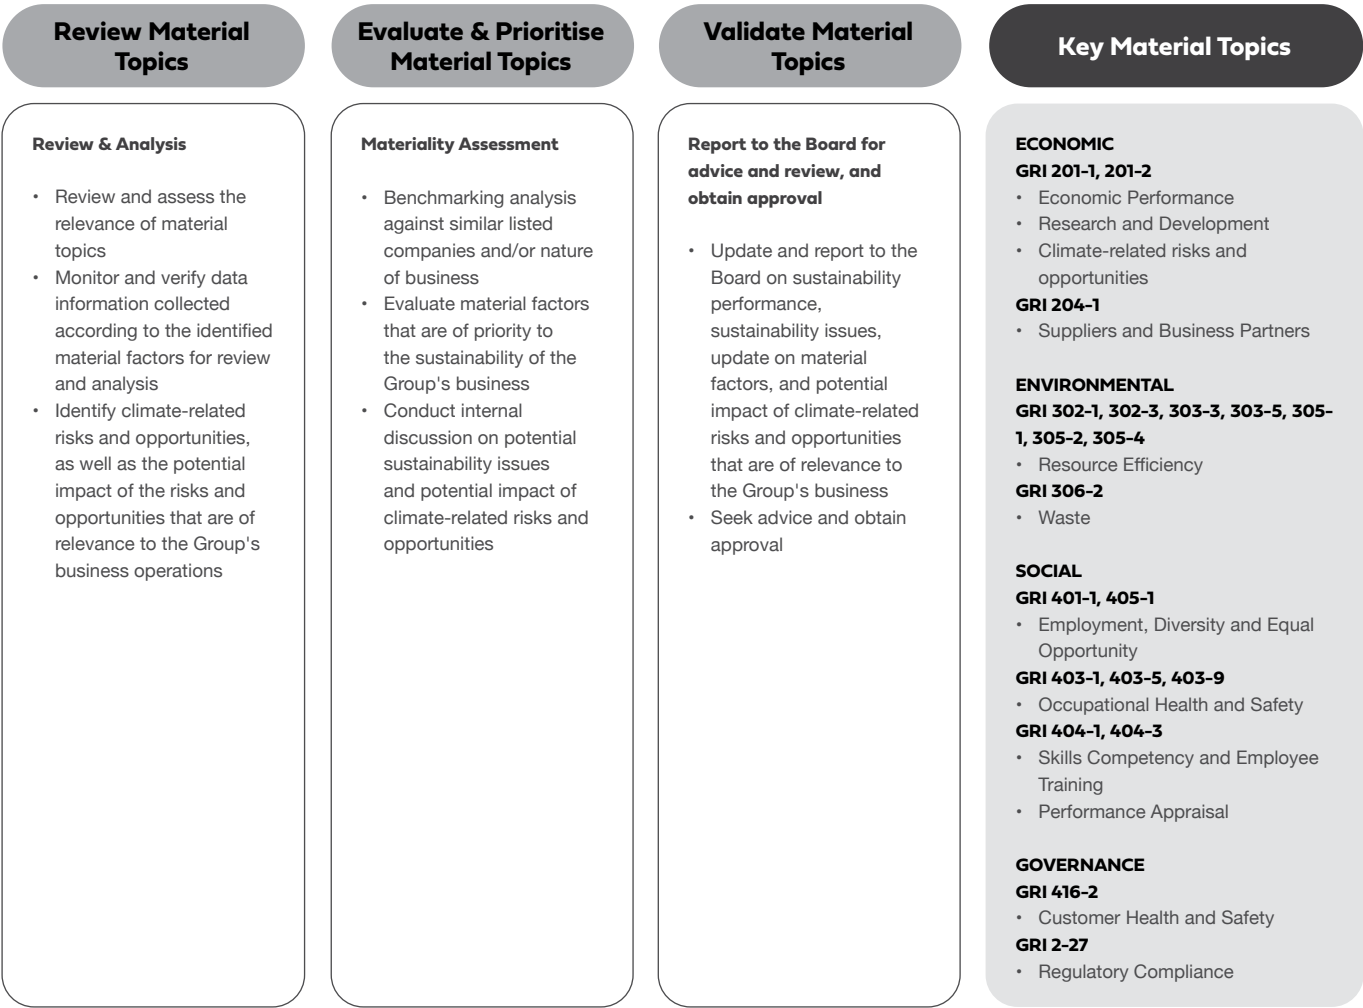 Review Material
Topics
Evaluate & Prioritise
Material Topics
Validate Material
Topics
Key Material Topics
Review & Analysis
• Review and assess the
relevance of material
topics
• Monitor and verify data
information collected
according to the identified
material factors for review
and analysis
• Identify climate-related
risks and opportunities,
as well as the potential
impact of the risks and
opportunities that are of
relevance to the Group's
business operations
Materiality Assessment
• Benchmarking analysis
against similar listed
companies and/or nature
of business
• Evaluate material factors
that are of priority to
the sustainability of the
Group's business
• Conduct internal
discussion on potential
sustainability issues
and potential impact of
climate-related risks and
opportunities
Report to the Board for
advice and review, and
obtain approval
• Update and report to the
Board on sustainability
performance,
sustainability issues,
update on material
factors, and potential
impact of climate-related
risks and opportunities
that are of relevance to
the Group's business
• Seek advice and obtain
approval
ECONOMIC
GRI 201-1, 201-2
• Economic Performance
• Research and Development
• Climate-related risks and
opportunities
GRI 204-1
• Suppliers and Business Partners
ENVIRONMENTAL
GRI 302-1, 302-3, 303-3, 303-5, 305-
1, 305-2, 305-4
• Resource Efficiency
GRI 306-2
• Waste
SOCIAL
GRI 401-1, 405-1
• Employment, Diversity and Equal
Opportunity
GRI 403-1, 403-5, 403-9
• Occupational Health and Safety
GRI 404-1, 404-3
• Skills Competency and Employee
Training
• Performance Appraisal
GOVERNANCE
GRI 416-2
• Customer Health and Safety
GRI 2-27
• Regulatory Compliance